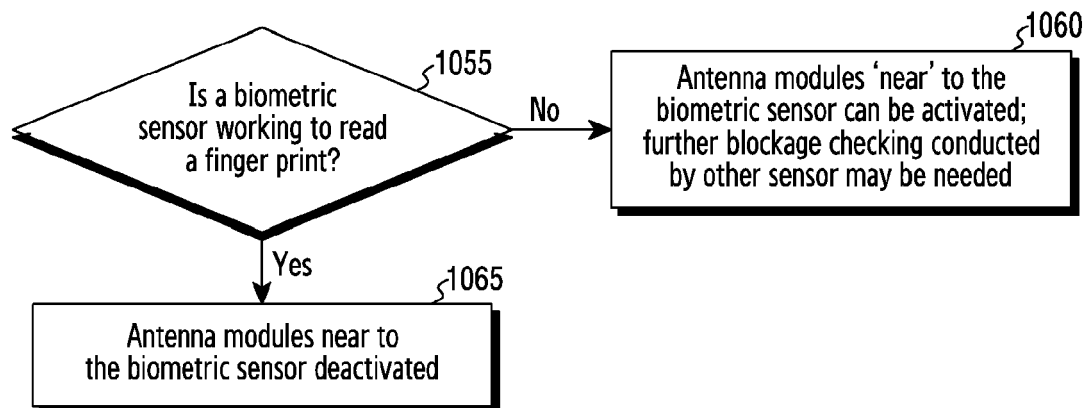 1055
Is a biometric
sensor working to read
a finger print?
No
1060
Antenna modules ‘near’ to the
biometric sensor can be activated;
further blockage checking conducted
by other sensor may be needed
Yes
1065
Antenna modules near to
the biometric sensor deactivated